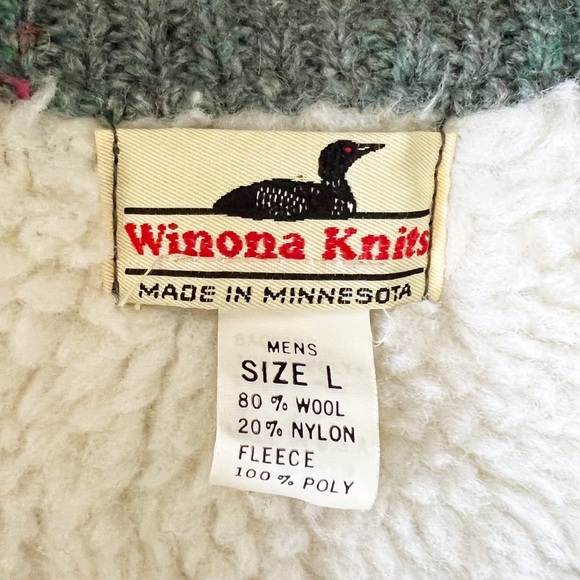 Winona Knits
MADE IN MINNESOTA
MENS
SIZE L
80 % WOOL
20% NYLON
FLEECE
100 % POLY